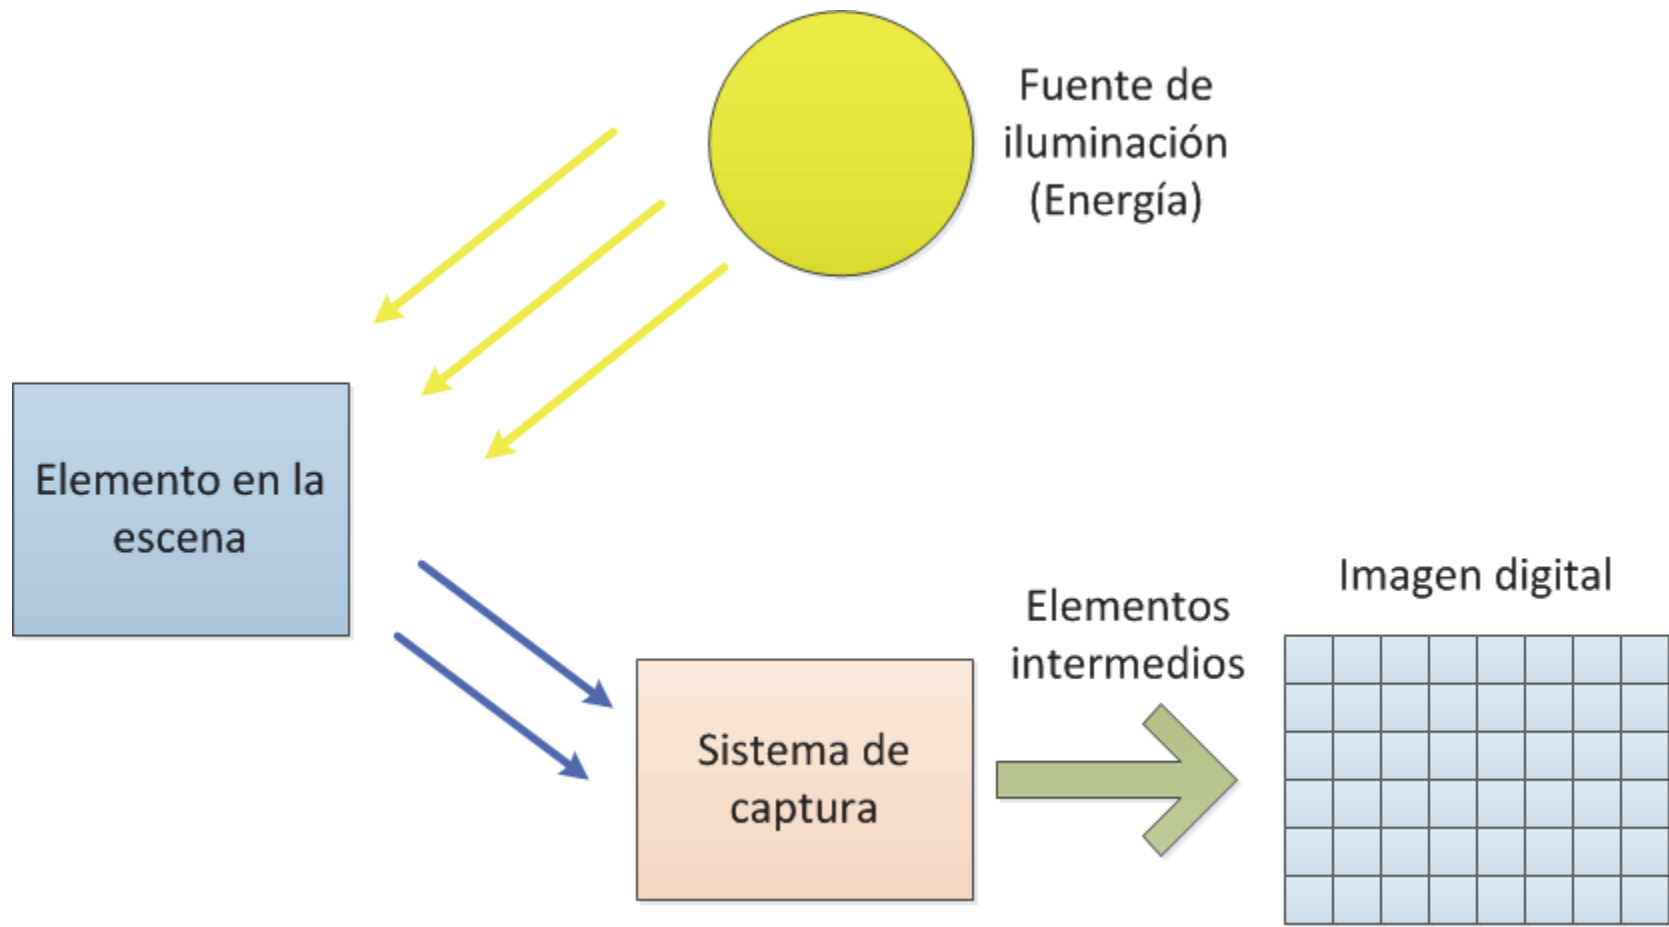 Fuente de
iluminación
(Energía)
Elemento en la
escena
Imagen digital
Elementos
intermedios
Sistema de
captura